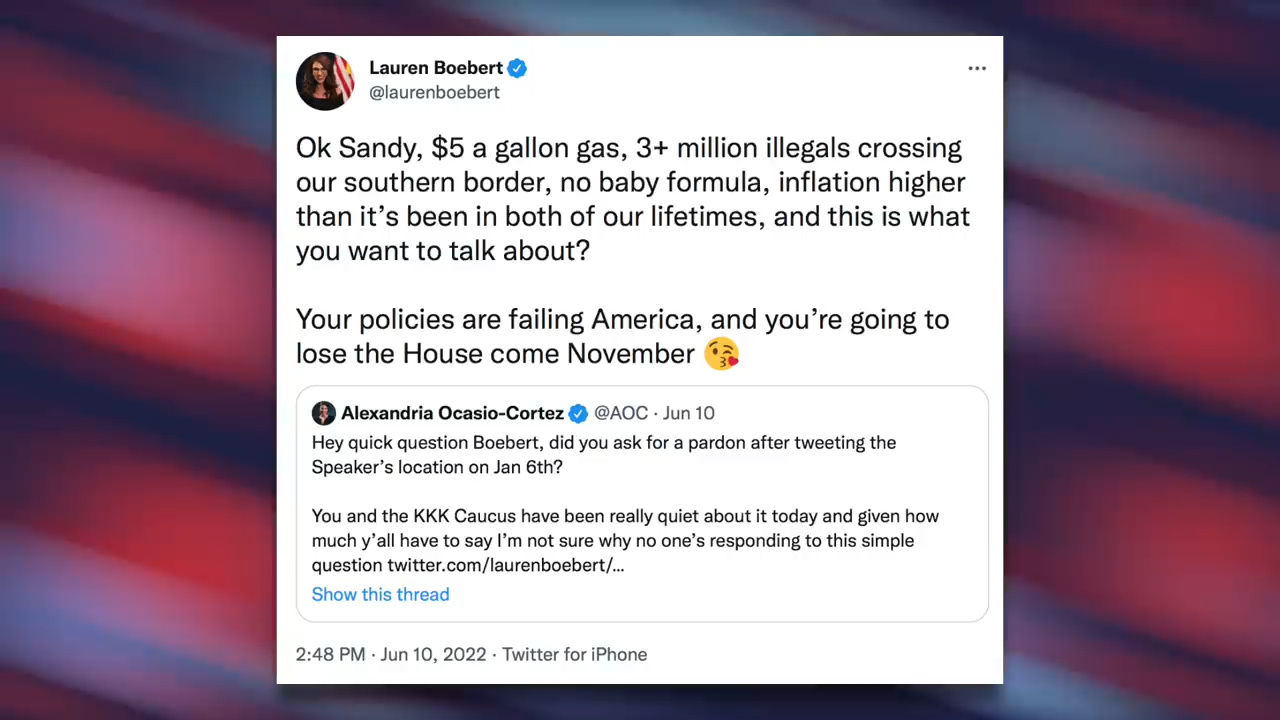 Lauren Boebert
@laurenboebert
Ok Sandy, $5 a gallon gas, 3+ million illegals crossing
our southern border, no baby formula, inflation higher
than it’s been in both of our lifetimes, and this is what
you want to talk about?
Your policies are failing America, and you’re going to
lose the House come November 😘
Alexandria Ocasio-Cortez @AOC · Jun 10
Hey quick question Boebert, did you ask for a pardon after tweeting the
Speaker’s location on Jan 6th?
You and the KKK Caucus have been really quiet about it today and given how
much y’all have to say I’m not sure why no one’s responding to this simple
question twitter.com/laurenboebert/...
Show this thread
2:48 PM · Jun 10, 2022 · Twitter for iPhone